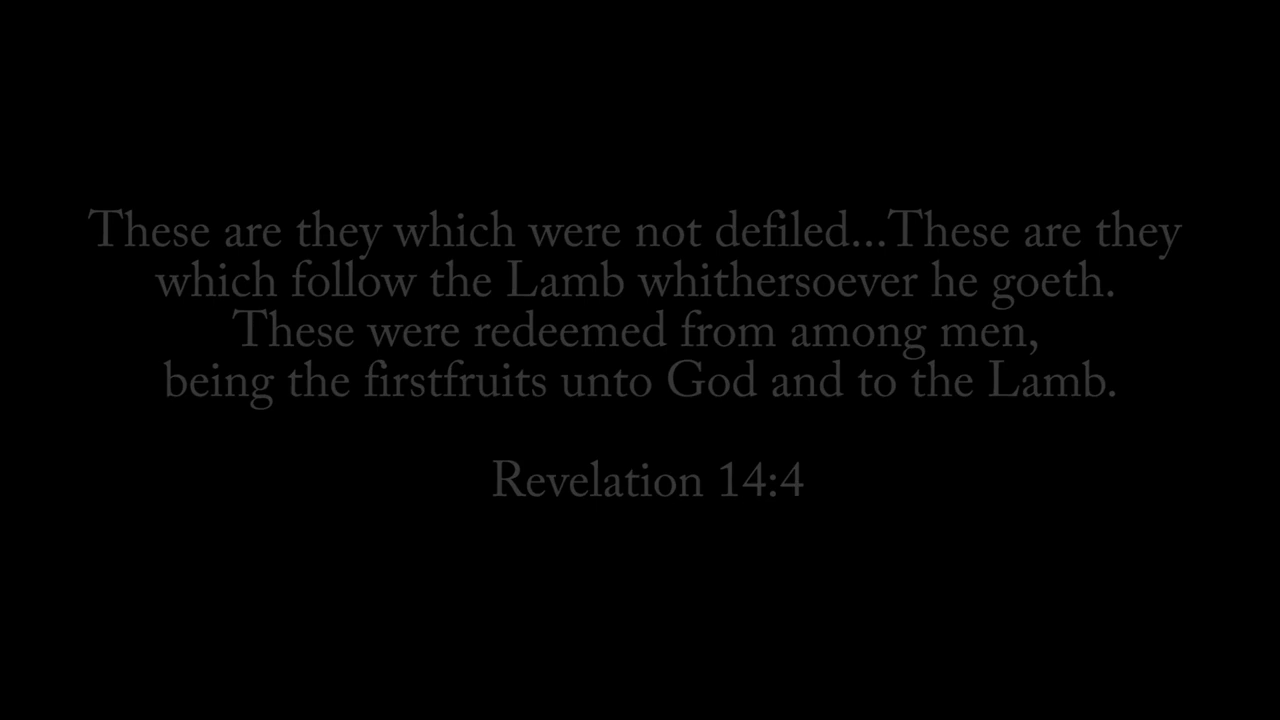 These are they which were not defiled...These are they
which follow the Lamb whithersoever he goeth.
These were redeemed from among men,
being the firstfruits unto God and to the Lamb.
Revelation 14:4